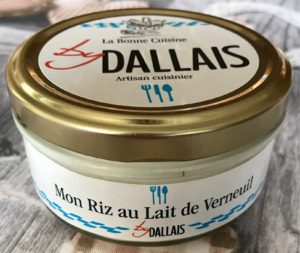 La Bonne Cuisine
by DALLAIS
Artisan cuisinier
Mon Riz au Lait de Verneuil
by DALLAIS